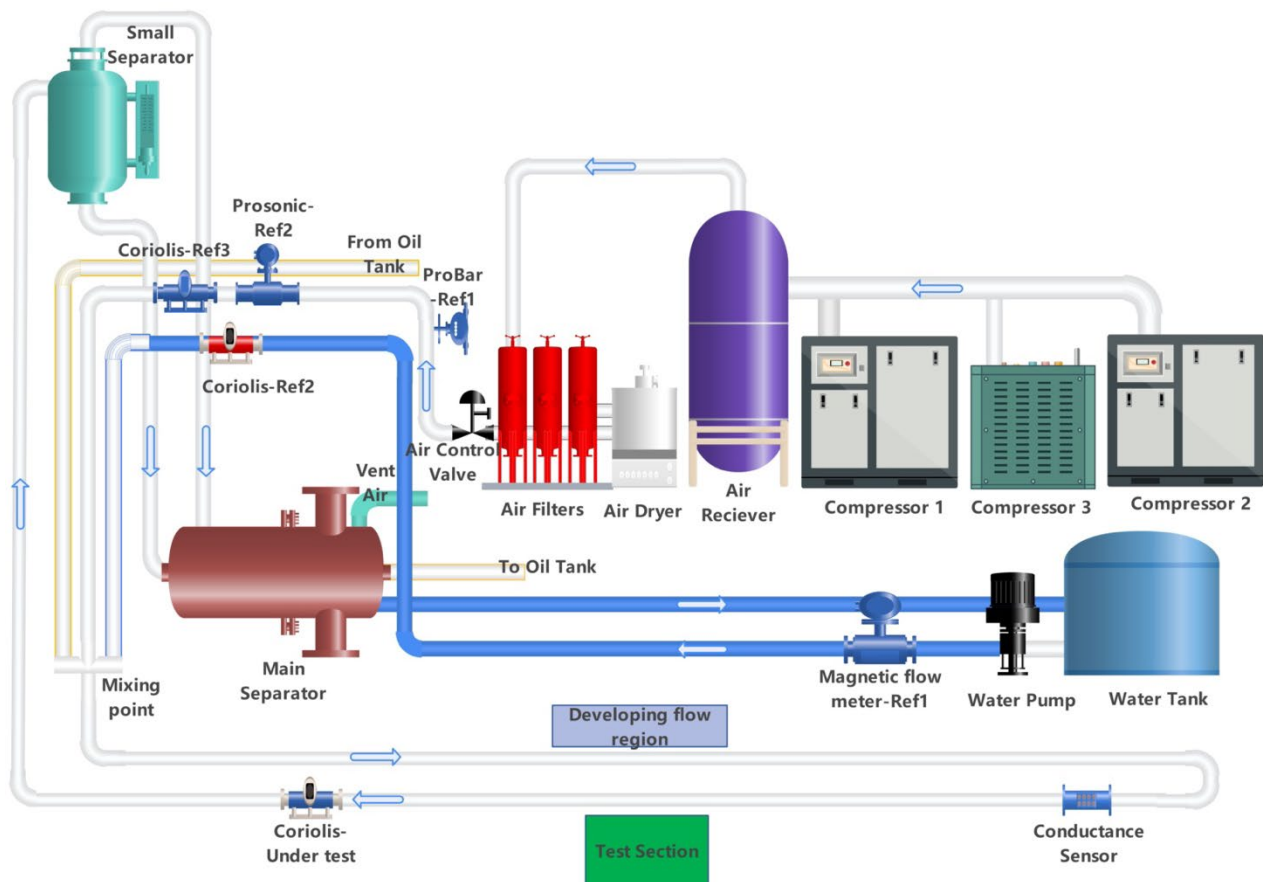 Small
Separator
Prosonic-
Ref2
Coriolis-Ref3
From Oil
Tank
ProBar
-Ref1
Coriolis-Ref2
Air Control
Valve
Vent
Air
Air Filters
Air Dryer
Air
Reciever
Compressor 1
Compressor 3
Compressor 2
To Oil Tank
Main
Separator
Mixing
point
Magnetic flow
meter-Ref1
Water Pump
Water Tank
Developing flow
region
Coriolis-
Under test
Test Section
Conductance
Sensor